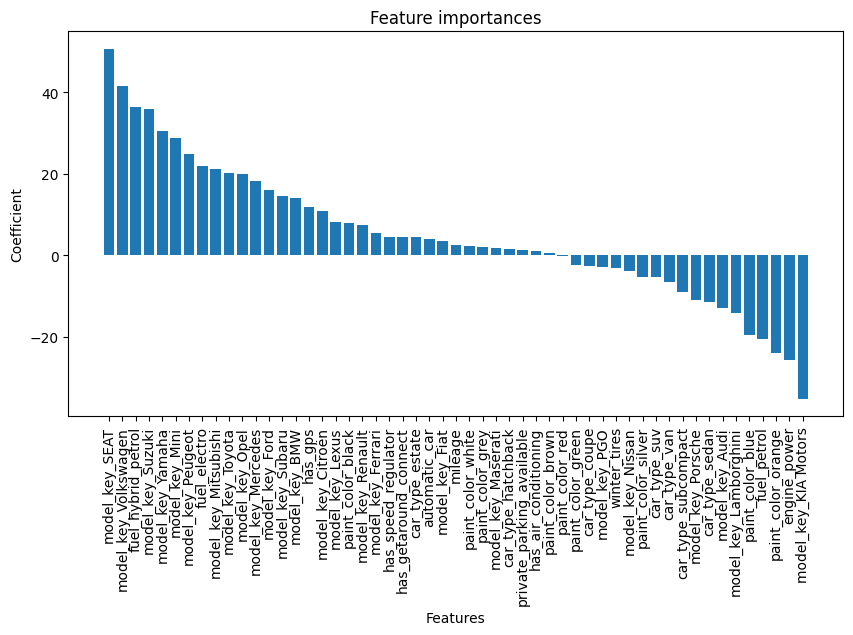 Feature importances
Coefficient
40
20
0
−20
model_key_SEAT
model_key_Volkswagen
fuel_hybrid_petrol
model_key_Suzuki
model_key_Yamaha
model_key_Mini
model_key_Peugeot
fuel_electro
model_key_Mitsubishi
model_key_Toyota
model_key_Opel
model_key_Mercedes
model_key_Ford
model_key_Subaru
model_key_BMW
has_gps
model_key_Citroën
model_key_Lexus
paint_color_black
model_key_Renault
model_key_Ferrari
has_speed_regulator
has_getaround_connect
car_type_estate
automatic_car
model_key_Fiat
mileage
paint_color_white
paint_color_grey
model_key_Maserati
car_type_hatchback
private_parking_available
has_air_conditioning
paint_color_brown
paint_color_red
paint_color_green
car_type_coupe
model_key_PGO
winter_tires
model_key_Nissan
paint_color_silver
car_type_suv
car_type_van
car_type_subcompact
model_key_Porsche
car_type_sedan
model_key_Audi
model_key_Lamborghini
paint_color_blue
fuel_petrol
paint_color_orange
engine_power
model_key_KIA Motors
Features